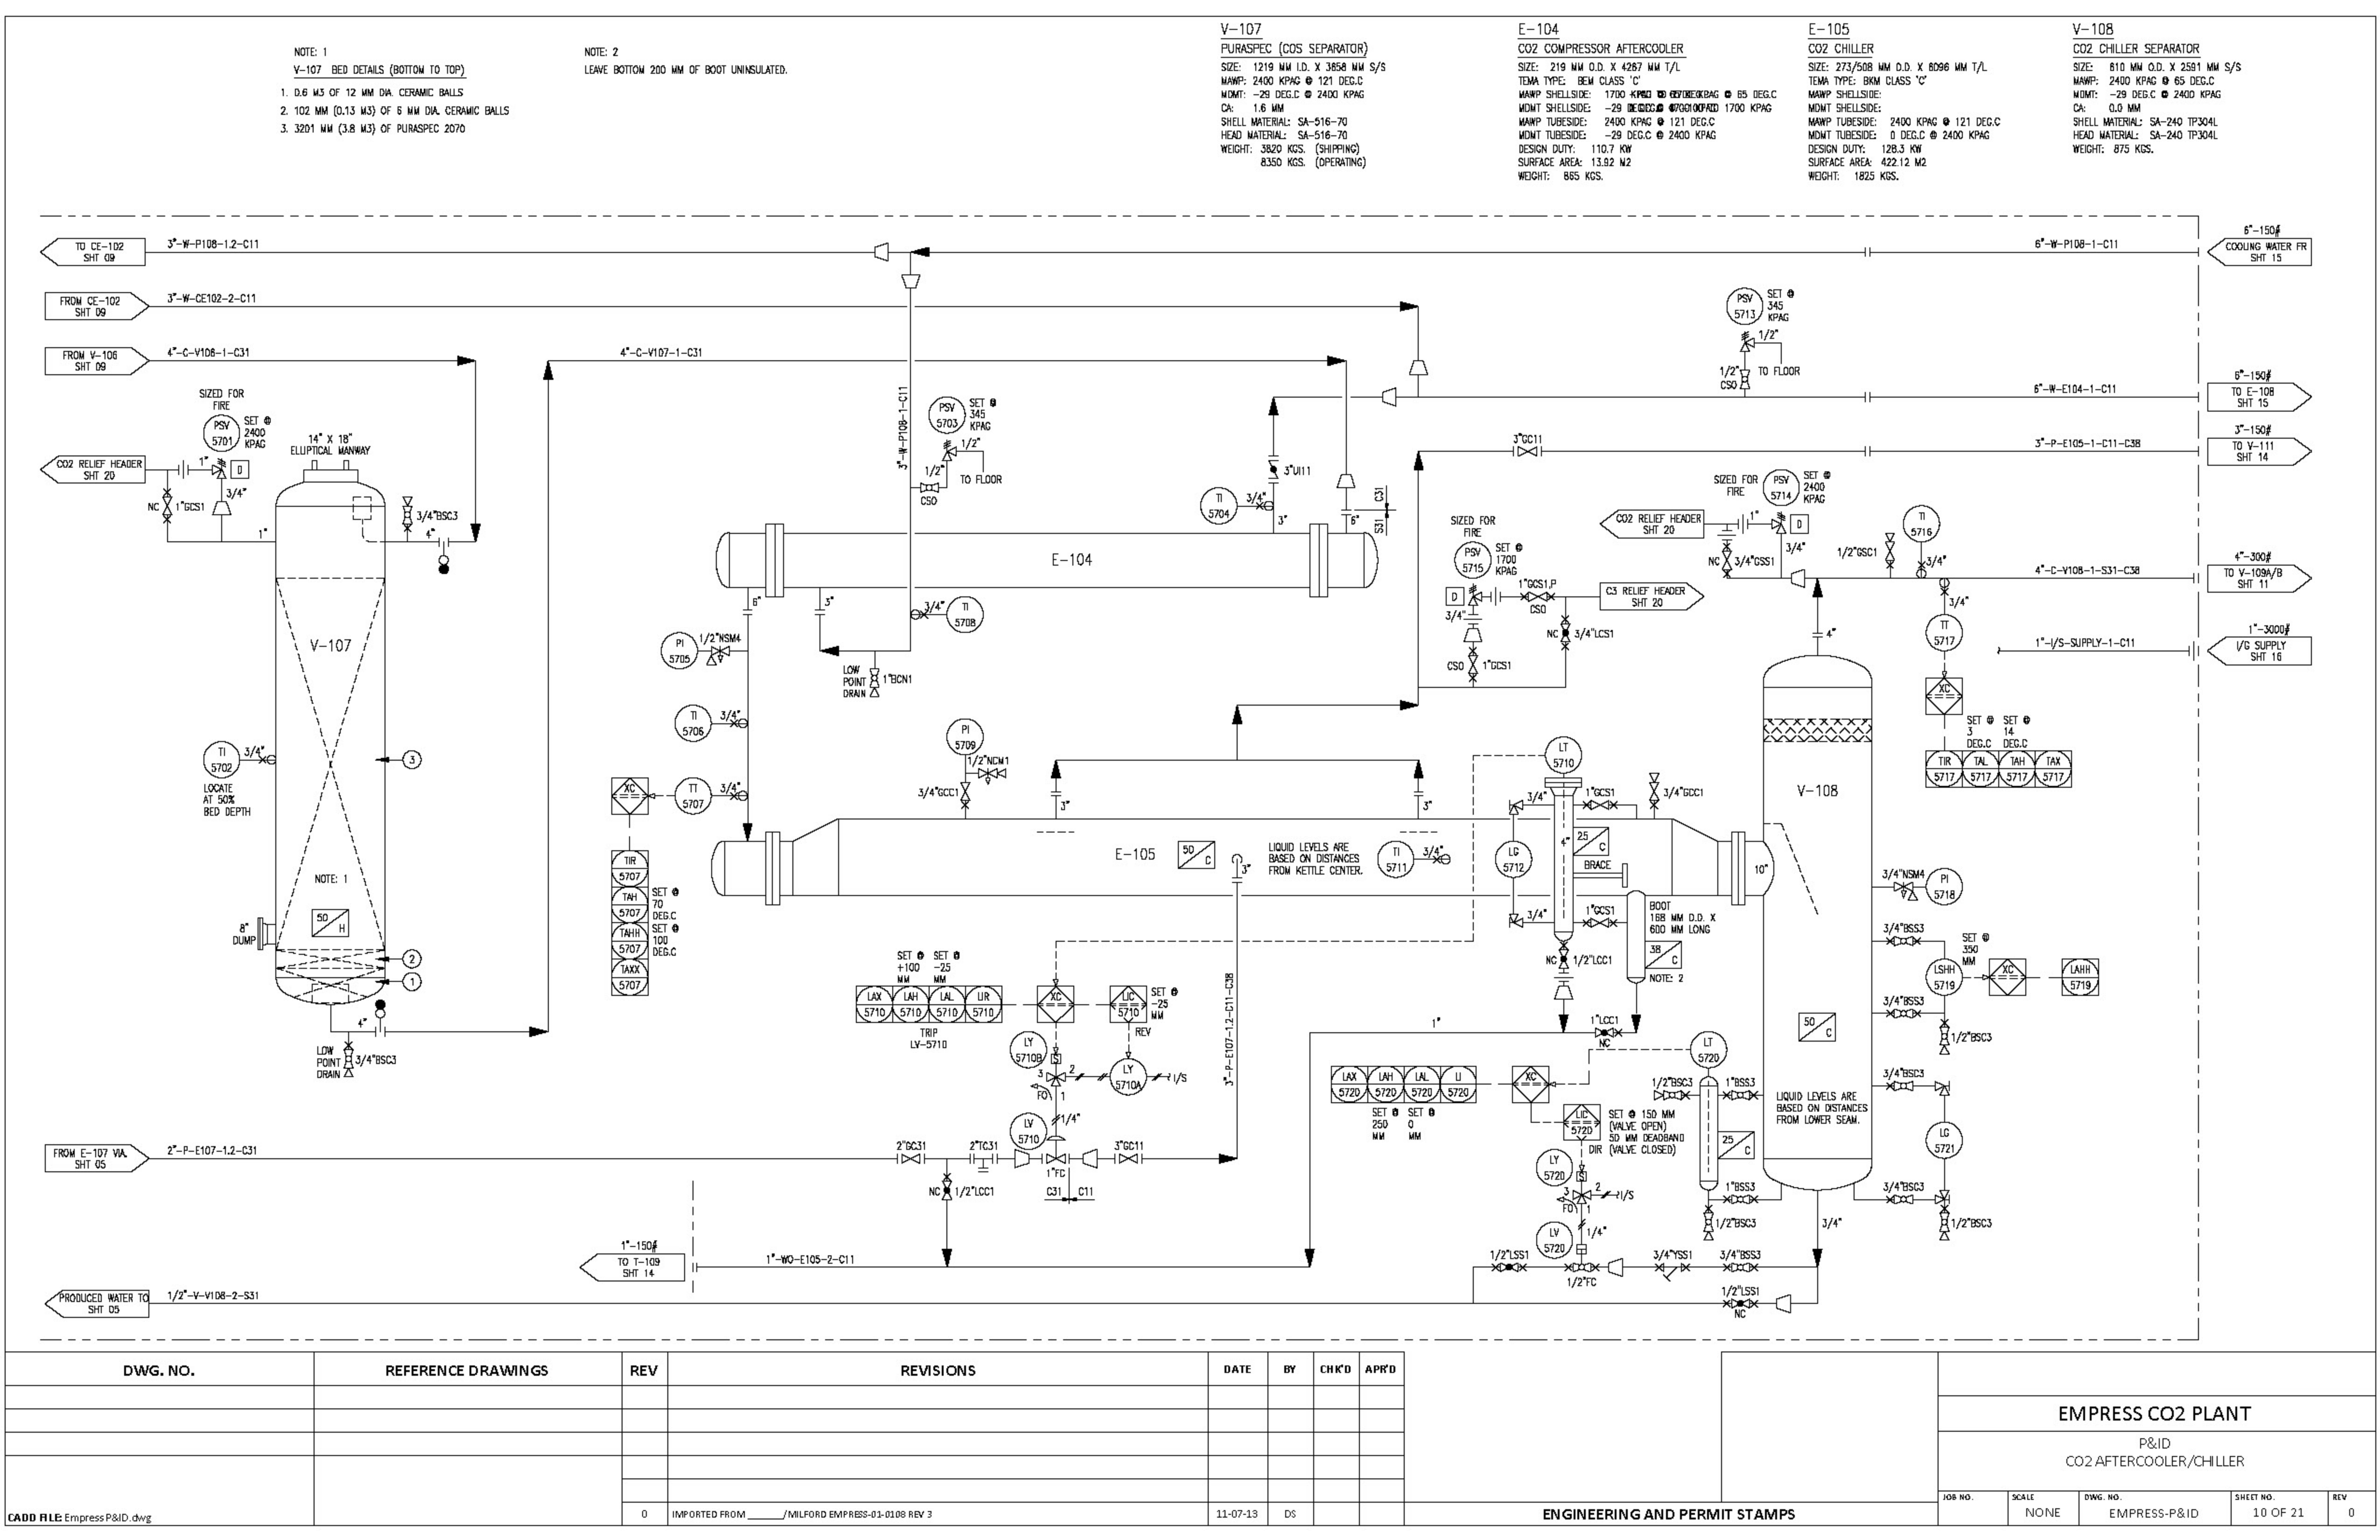 NOTE: 1
V-107 BED DETAILS (BOTTOM TO TOP)
1. 0.6 M3 OF 12 MM DIA. CERAMIC BALLS
2. 102 MM (0.13 M3) OF 6 MM DIA. CERAMIC BALLS
3. 3201 MM (3.8 M3) OF PURASPEC 2070
NOTE: 2
LEAVE BOTTOM 200 MM OF BOOT UNINSULATED.
V-107
PURASPEC (COS SEPARATOR)
SIZE: 1219 MM I.D. X 3658 MM S/S
MAWP: 2400 KPAG @ 121 DEG.C
MDMT: -29 DEG.C @ 2400 KPAG
CA: 1.6 MM
SHELL MATERIAL: SA-516-70
HEAD MATERIAL: SA-516-70
WEIGHT: 3820 KGS. (SHIPPING)
8350 KGS. (OPERATING)
E-104
CO2 COMPRESSOR AFTERCOOLER
SIZE: 219 MM O.D. X 4267 MM T/L
TEMA TYPE: BEM CLASS 'C'
MAWP SHELLSIDE: 1700 KPAG @ 65 DEG.C
MDMT SHELLSIDE: -29 1700 KPAG
MAWP TUBESIDE: 2400 KPAG @ 121 DEG.C
MDMT TUBESIDE: -29 DEG.C @ 2400 KPAG
DESIGN DUTY: 110.7 KW
SURFACE AREA: 13.92 M2
WEIGHT: 865 KGS.
E-105
CO2 CHILLER
SIZE: 273/508 MM O.D. X 6096 MM T/L
TEMA TYPE: BKM CLASS 'C'
MAWP SHELLSIDE:
MDMT SHELLSIDE:
MAWP TUBESIDE: 2400 KPAG @ 121 DEG.C
MDMT TUBESIDE: 0 DEG.C @ 2400 KPAG
DESIGN DUTY: 128.3 KW
SURFACE AREA: 422.12 M2
WEIGHT: 1825 KGS.
V-108
CO2 CHILLER SEPARATOR
SIZE: 610 MM O.D. X 2591 MM S/S
MAWP: 2400 KPAG @ 65 DEG.C
MDMT: -29 DEG.C @ 2400 KPAG
CA: 0.0 MM
SHELL MATERIAL: SA-240 TP304L
HEAD MATERIAL: SA-240 TP304L
WEIGHT: 875 KGS.
TO CE-102
SHT 09
3"-W-P108-1.2-C11
6"-W-P108-1-C11
6"-150#
COOLING WATER FR
SHT 15
FROM CE-102
SHT 09
3"-W-CE102-2-C11
FROM V-106
SHT 09
4"-C-V106-1-C31
4"-C-V107-1-C31
3"-W-P108-1-C11
PSV
5713
SET @
345
KPAG
1/2"
1/2"
CSO
TO FLOOR
6"-W-E104-1-C11
6"-150#
TO E-108
SHT 15
3"GC11
3"-P-E105-1-C11-C38
3"-150#
TO V-111
SHT 14
SIZED FOR
FIRE
PSV
5701
SET @
2400
KPAG
CO2 RELIEF HEADER
SHT 20
1"
D
3/4"
NC
1"GCS1
1"
14" X 18"
ELLIPTICAL MANWAY
3/4"BSC3
4"
V-107
TI
5702
3/4"
LOCATE
AT 50%
BED DEPTH
3
NOTE: 1
50
H
8"
DUMP
2
1
4"
LOW
POINT
DRAIN
3/4"BSC3
PSV
5703
SET @
345
KPAG
1/2"
1/2"
CSO
TO FLOOR
3"VI11
TI
5704
3/4"
3"
6"
C31
S31
E-104
6"
3"
3/4"
TI
5708
PI
5705
1/2"NSM4
LOW
POINT
DRAIN
1"BCN1
TI
5706
3/4"
XC
TT
5707
3/4"
TIR
5707
TAH
5707
SET @
70
DEG.C
TAHH
5707
SET @
100
DEG.C
TAXX
5707
PI
5709
1/2"NCM1
3/4"GCC1
3"
3"
E-105
50
C
LIQUID LEVELS ARE
BASED ON DISTANCES
FROM KETTLE CENTER.
3"
TI
5711
3/4"
LT
5710
LG
5712
3/4"
3/4"
1"GCS1
1"GCS1
4"
25
C
BRACE
3/4"GCC1
10"
BOOT
168 MM O.D. X
600 MM LONG
38
C
NOTE: 2
NC
1/2"LCC1
1"LCC1
NC
1"
SIZED FOR
FIRE
PSV
5715
SET @
1700
KPAG
D
3/4"
1"GCS1,P
CSO
C3 RELIEF HEADER
SHT 20
NC
3/4"LCS1
CSO
1"GCS1
SIZED FOR
FIRE
PSV
5714
SET @
2400
KPAG
CO2 RELIEF HEADER
SHT 20
1"
D
3/4"
NC
3/4"GSS1
1/2"GSC1
TI
5716
3/4"
4"-C-V108-1-S31-C38
4"-300#
TO V-109A/B
SHT 11
3/4"
TT
5717
4"
1"-I/S-SUPPLY-1-C11
1"-3000#
I/G SUPPLY
SHT 16
XC
SET @
3
DEG.C
SET @
14
DEG.C
TIR
5717
TAL
5717
TAH
5717
TAX
5717
V-108
3/4"NSM4
PI
5718
3/4"BSS3
SET @
350
MM
LSHH
5719
XC
LAHH
5719
3/4"BSS3
1/2"BSC3
50
C
3/4"BSC3
LIQUID LEVELS ARE
BASED ON DISTANCES
FROM LOWER SEAM.
LG
5721
3/4"BSC3
1/2"BSC3
3/4"
SET @
+100
MM
SET @
-25
MM
LAX
5710
LAH
5710
LAL
5710
LIR
5710
TRIP
LV-5710
XC
LIC
5710
SET @
-25
MM
REV
LY
5710B
S
3
2
1
FO
LY
5710A
I/S
1/4"
LV
5710
3"-P-E107-1.2-C11-C38
FROM E-107 VIA.
SHT 05
2"-P-E107-1.2-C31
2"GC31
2"TC31
1"FC
3"GC11
C31
C11
NC
1/2"LCC1
LT
5720
LAX
5720
LAH
5720
LAL
5720
LI
5720
SET @
250
MM
SET @
0
MM
XC
1/2"BSC3
1"BSS3
LIC
5720
SET @ 150 MM
(VALVE OPEN)
50 MM DEADBAND
DIR (VALVE CLOSED)
25
C
1"BSS3
1/2"BSC3
LY
5720
S
3
2
I/S
FO
1
1/4"
LV
5720
1/2"LSS1
1/2"FC
3/4"YSS1
3/4"BSS3
1/2"LSS1
NC
1"-150#
TO T-109
SHT 14
1"-WO-E105-2-C11
PRODUCED WATER TO
SHT 05
1/2"-V-V108-2-S31
DWG. NO.
REFERENCE DRAWINGS
REV
REVISIONS
DATE
BY
CHK'D
APR'D
0
IMPORTED FROM ______/MILFORD EMPRESS-01-0108 REV 3
11-07-13
DS
CADD FILE: Empress P&ID.dwg
ENGINEERING AND PERMIT STAMPS
EMPRESS CO2 PLANT
P&ID
CO2 AFTERCOOLER/CHILLER
JOB NO.
SCALE
NONE
DWG. NO.
EMPRESS-P&ID
SHEET NO.
10 OF 21
REV
0